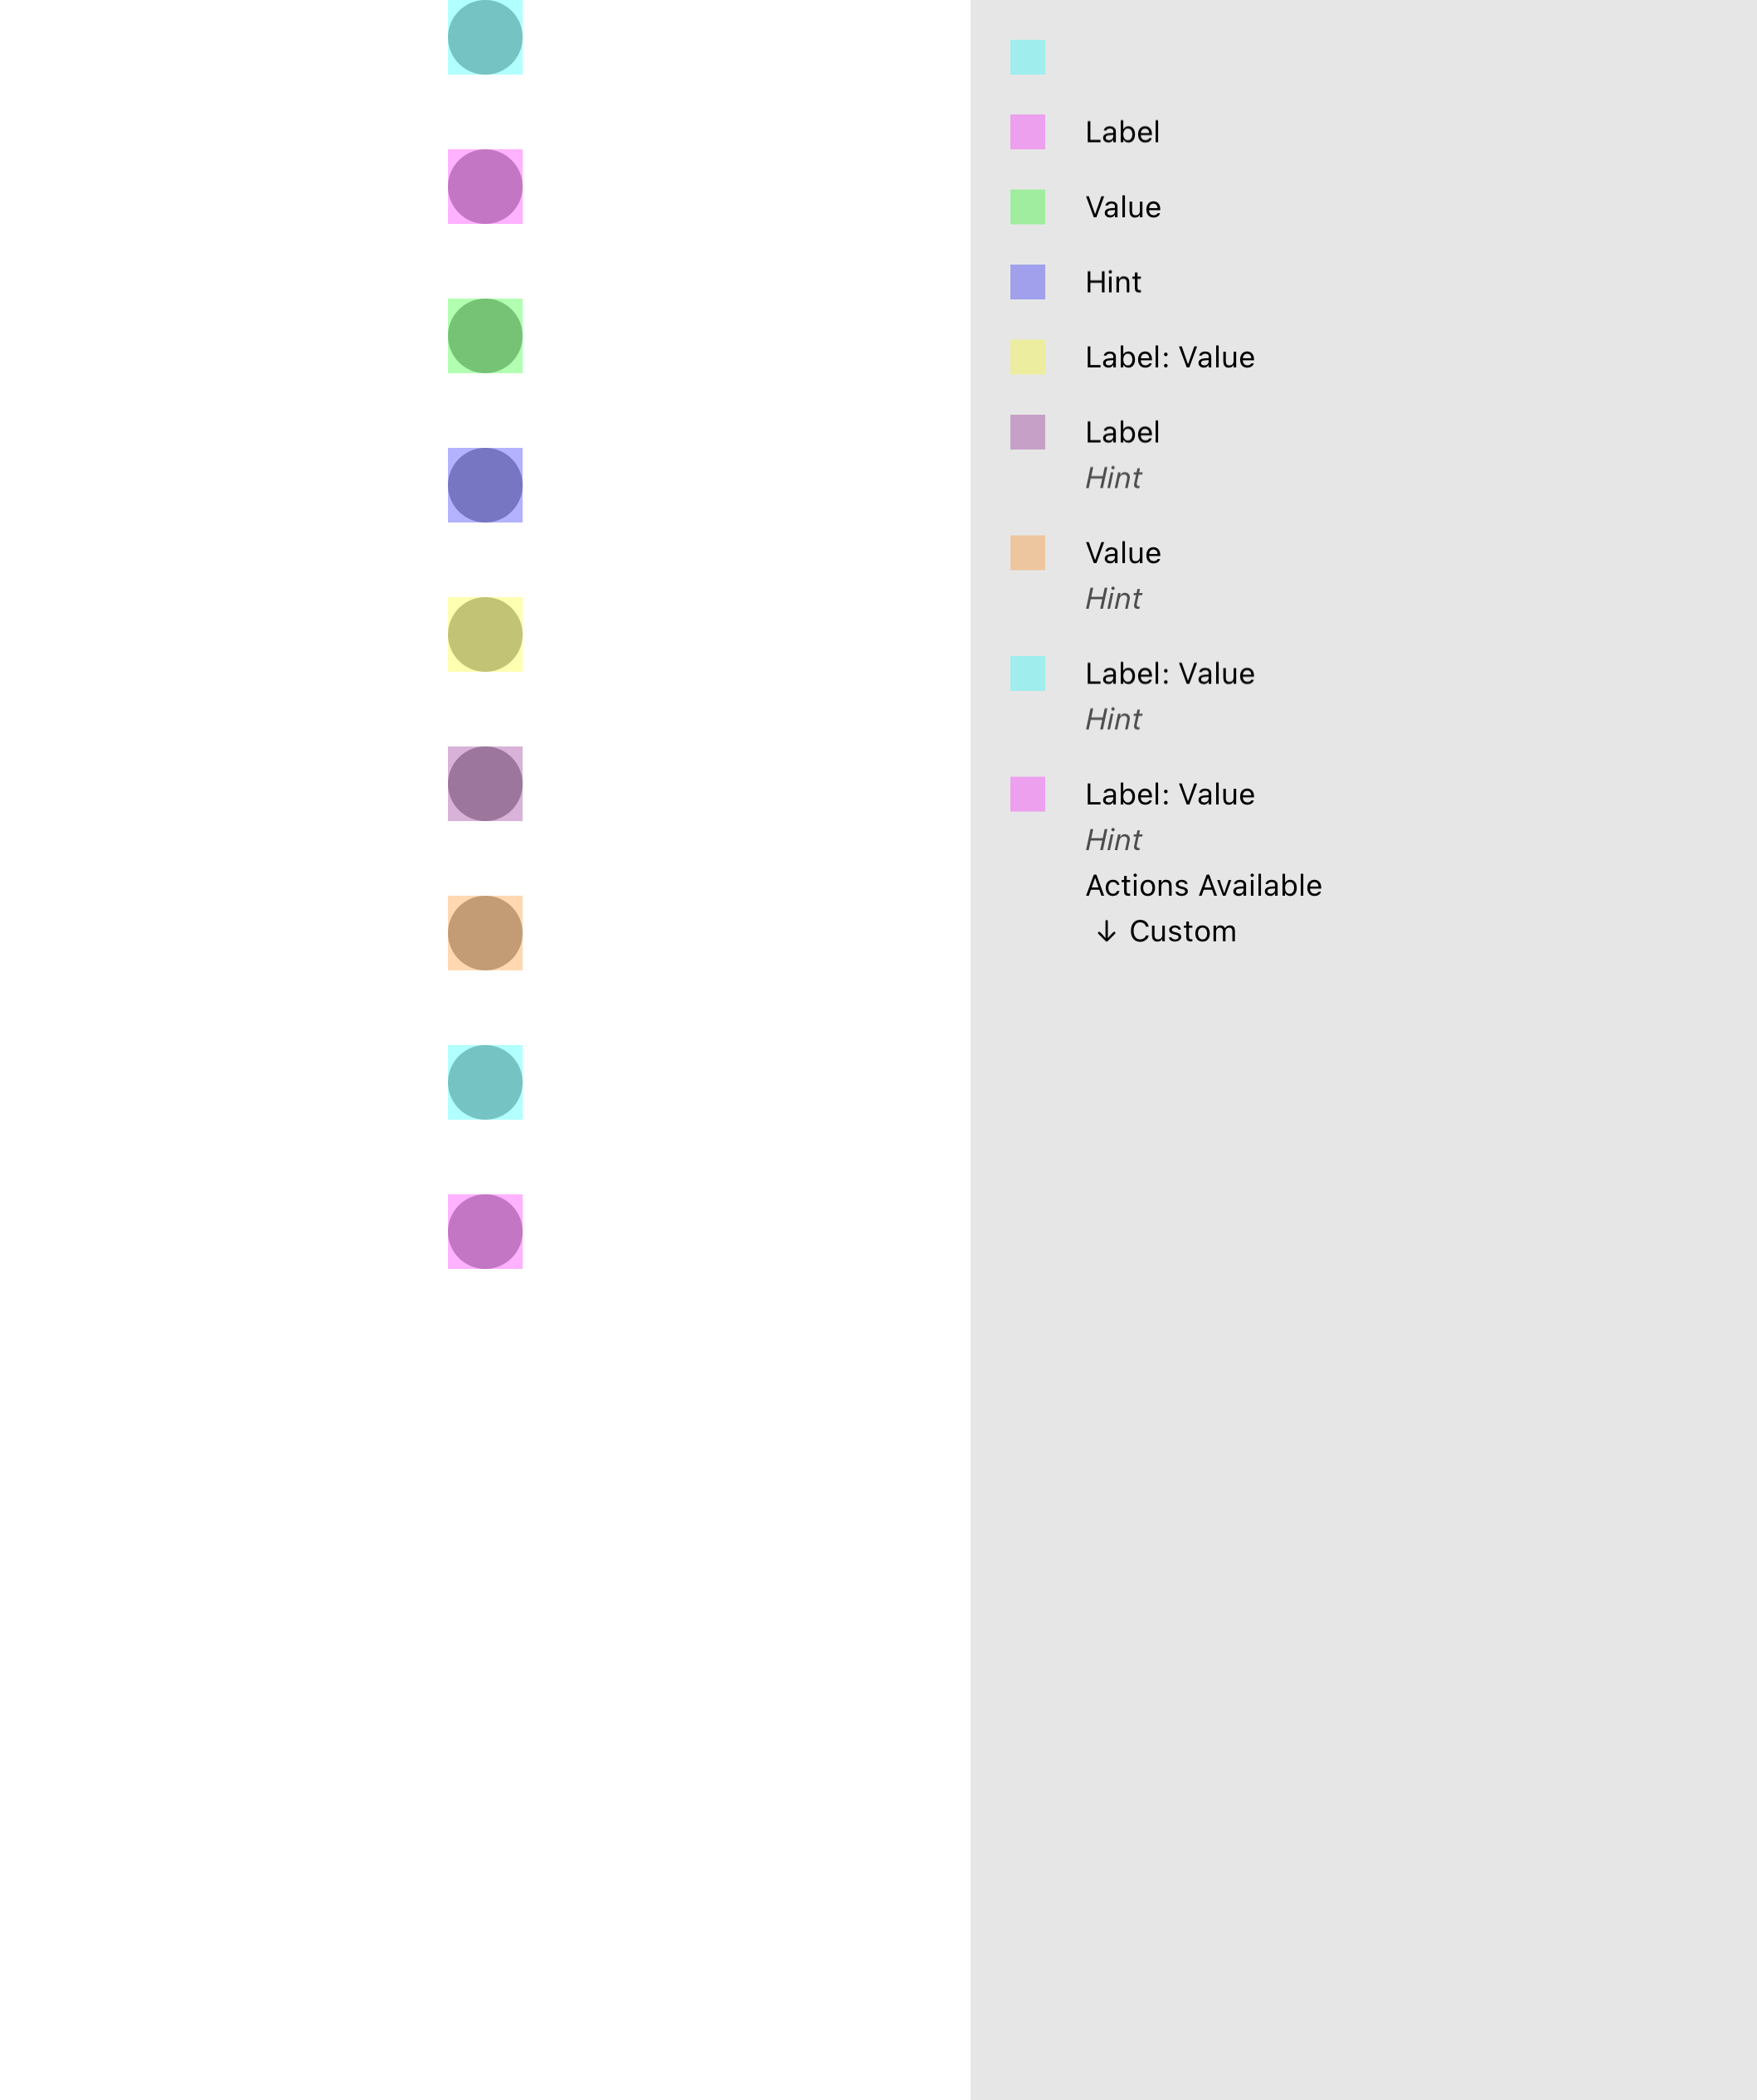 Label
Value
Hint
Label: Value
Label
Hint
Value
Hint
Label: Value
Hint
Label: Value
Hint
Actions Available
↓ Custom